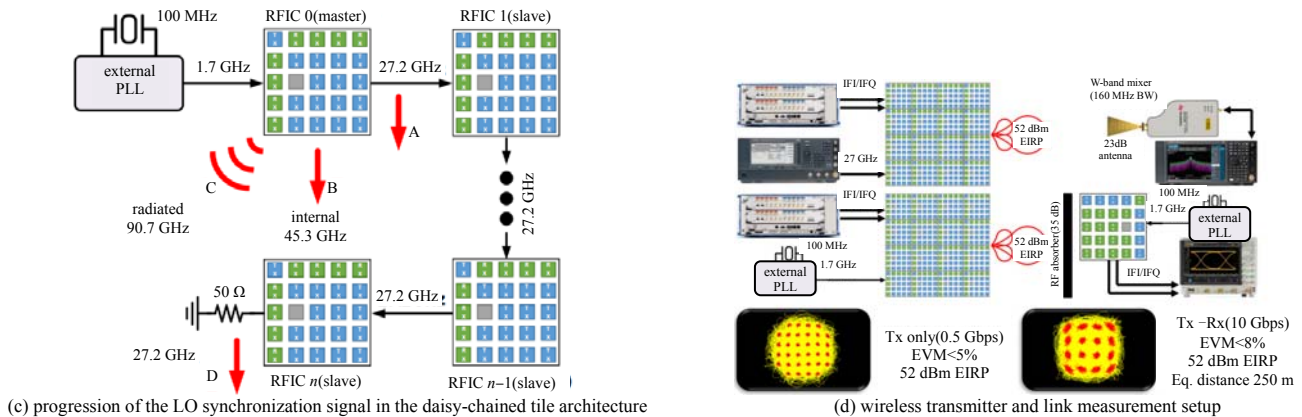 100 MHz
RFIC 0(master)
RFIC 1(slave)
external
PLL
1.7 GHz
27.2 GHz
A
C
B
radiated
90.7 GHz
internal
45.3 GHz
27.2 GHz
50 Ω
27.2 GHz
27.2 GHz
D
RFIC n(slave)
RFIC n−1(slave)
(c) progression of the LO synchronization signal in the daisy-chained tile architecture
IFI/IFQ
27 GHz
IFI/IFQ
100 MHz
1.7 GHz
external
PLL
52 dBm
EIRP
52 dBm
EIRP
W-band mixer
(160 MHz BW)
23dB
antenna
100 MHz
1.7 GHz
external
PLL
RF absorber(35 dB)
IFI/IFQ
Tx only(0.5 Gbps)
EVM<5%
52 dBm EIRP
Tx −Rx(10 Gbps)
EVM<8%
52 dBm EIRP
Eq. distance 250 m
(d) wireless transmitter and link measurement setup